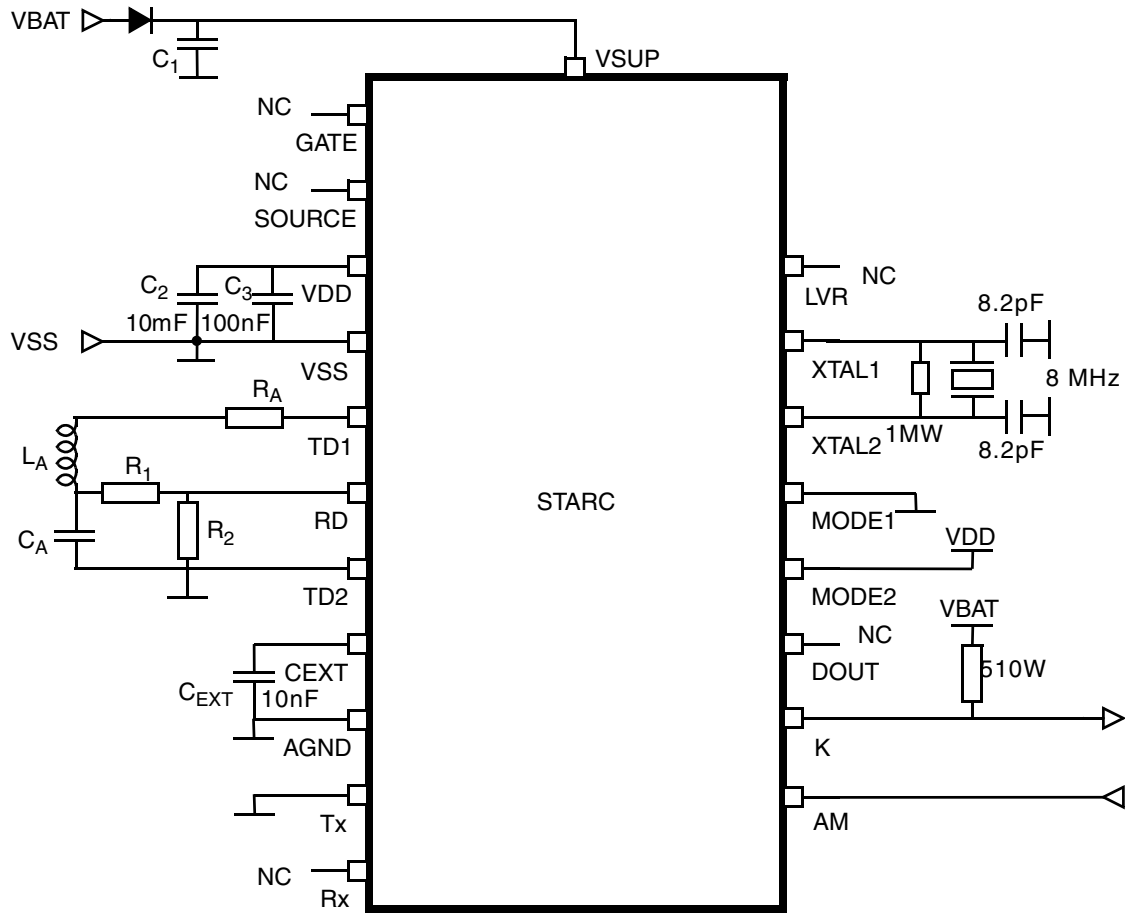 VBAT
C1
VSUP
NC
GATE
NC
SOURCE
C2
C3
VDD
10mF
100nF
VSS
VSS
RA
TD1
LA
R1
RD
R2
CA
TD2
CEXT
CEXT
10nF
AGND
Tx
NC
Rx
STARC
NC
LVR
8.2pF
XTAL1
8 MHz
XTAL2
1MW
8.2pF
MODE1
VDD
MODE2
VBAT
NC
DOUT
510W
K
AM